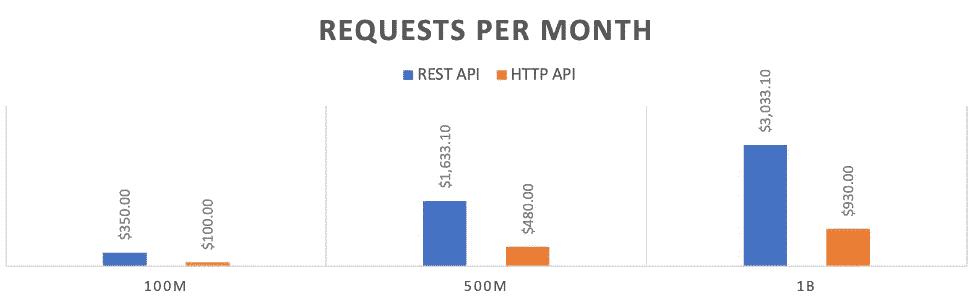 REQUESTS PER MONTH
REST API HTTP API
$350.00 $100.00 $1,633.10 $480.00 $3,033.10 $930.00
100M 500M 1B